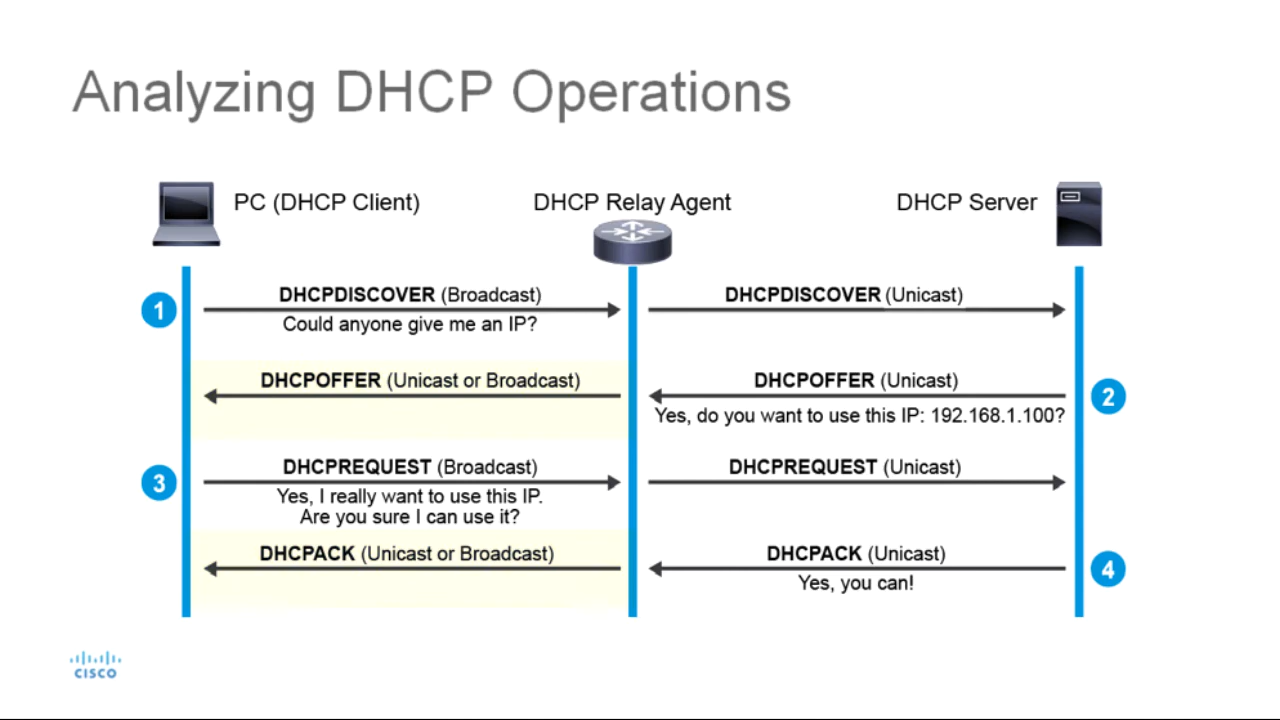 Analyzing DHCP Operations
PC (DHCP Client)
DHCP Relay Agent
DHCP Server
1
DHCPDISCOVER (Broadcast)
Could anyone give me an IP?
DHCPDISCOVER (Unicast)
DHCPOFFER (Unicast or Broadcast)
DHCPOFFER (Unicast)
Yes, do you want to use this IP: 192.168.1.100?
2
3
DHCPREQUEST (Broadcast)
Yes, I really want to use this IP.
Are you sure I can use it?
DHCPREQUEST (Unicast)
DHCPACK (Unicast or Broadcast)
DHCPACK (Unicast)
Yes, you can!
4
CISCO